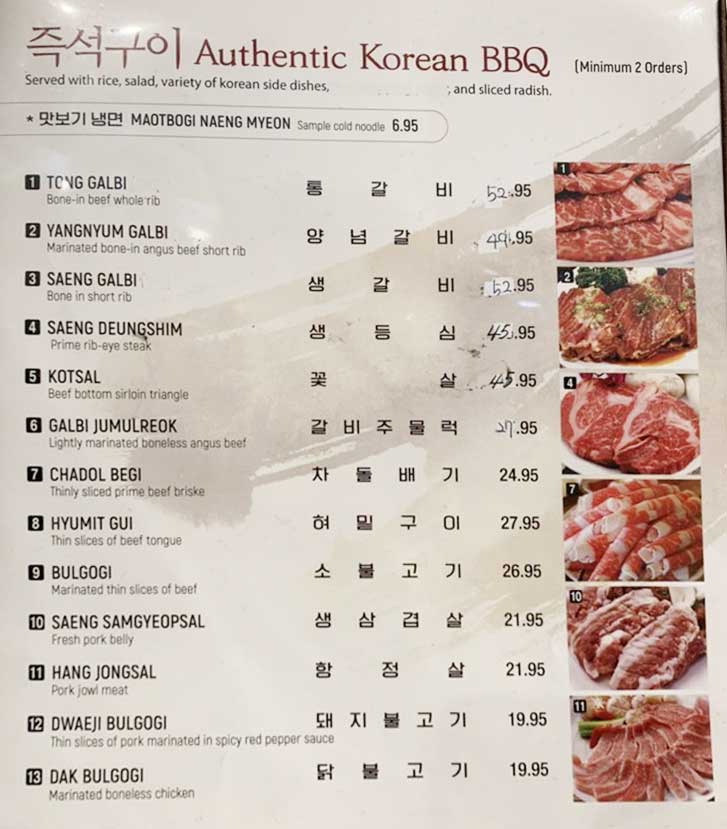 즉석구이 Authentic Korean BBQ (Minimum 2 Orders)
Served with rice, salad, variety of korean side dishes, , and sliced radish.
* 맛보기 냉면 MAOTBOGI NAENG MYEON Sample cold noodle 6.95
1 TONG GALBI 통 갈 비 52.95
Bone-in beef whole rib
2 YANGNYUM GALBI 양 념 갈 비 49.95
Marinated bone-in angus beef short rib
3 SAENG GALBI 생 갈 비 52.95
Bone in short rib
4 SAENG DEUNGSHIM 생 등 심 45.95
Prime rib-eye steak
5 KOTSAL 꽃 살 45.95
Beef bottom sirloin triangle
6 GALBI JUMULREOK 갈 비 주 물 럭 27.95
Lightly marinated boneless angus beef
7 CHADOL BEGI 차 돌 배 기 24.95
Thinly sliced prime beef briske
8 HYUMIT GUI 혀 밑 구 이 27.95
Thin slices of beef tongue
9 BULGOGI 소 불 고 기 26.95
Marinated thin slices of beef
10 SAENG SAMGYEOPSAL 생 삼 겹 살 21.95
Fresh pork belly
11 HANG JONGSAL 항 정 살 21.95
Pork jowl meat
12 DWAEJI BULGOGI 돼 지 불 고 기 19.95
Thin slices of pork marinated in spicy red pepper sauce
13 DAK BULGOGI 닭 불 고 기 19.95
Marinated boneless chicken
1
2
4
7
10
11